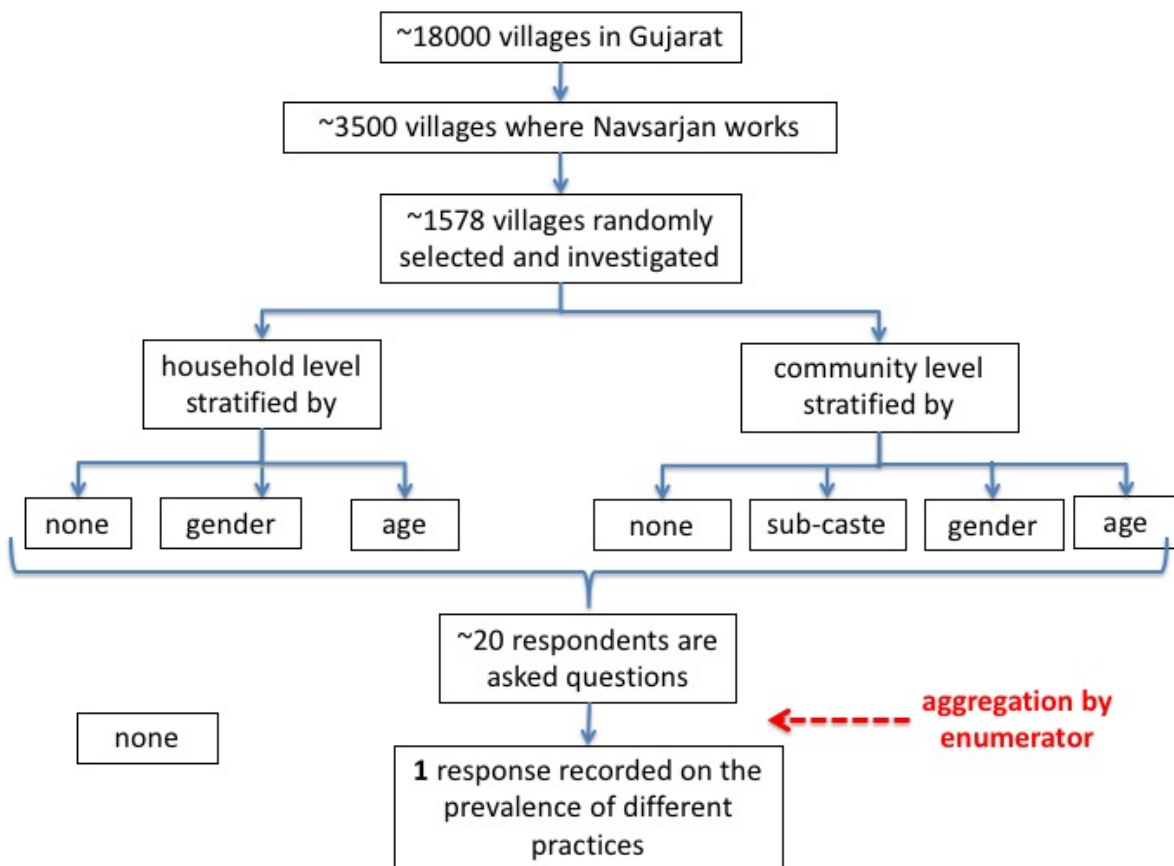 ~18000 villages in Gujarat
~3500 villages where Navsarjan works
~1578 villages randomly
selected and investigated
household level
stratified by
community level
stratified by
none
gender
age
none
sub-caste
gender
age
~20 respondents are
asked questions
aggregation by
enumerator
none
1 response recorded on the
prevalence of different
practices